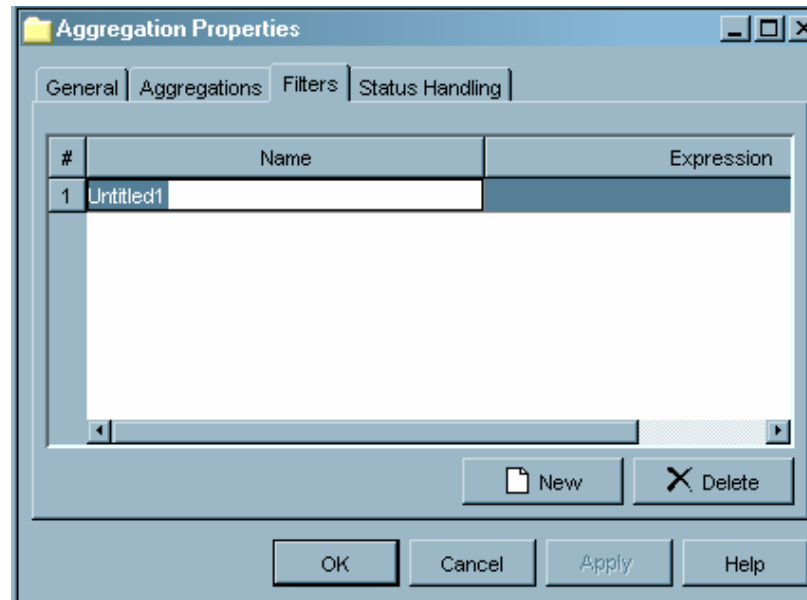 Aggregation Properties
General Aggregations Filters Status Handling
# Name Expression
1 Untitled1
New Delete
OK Cancel Apply Help